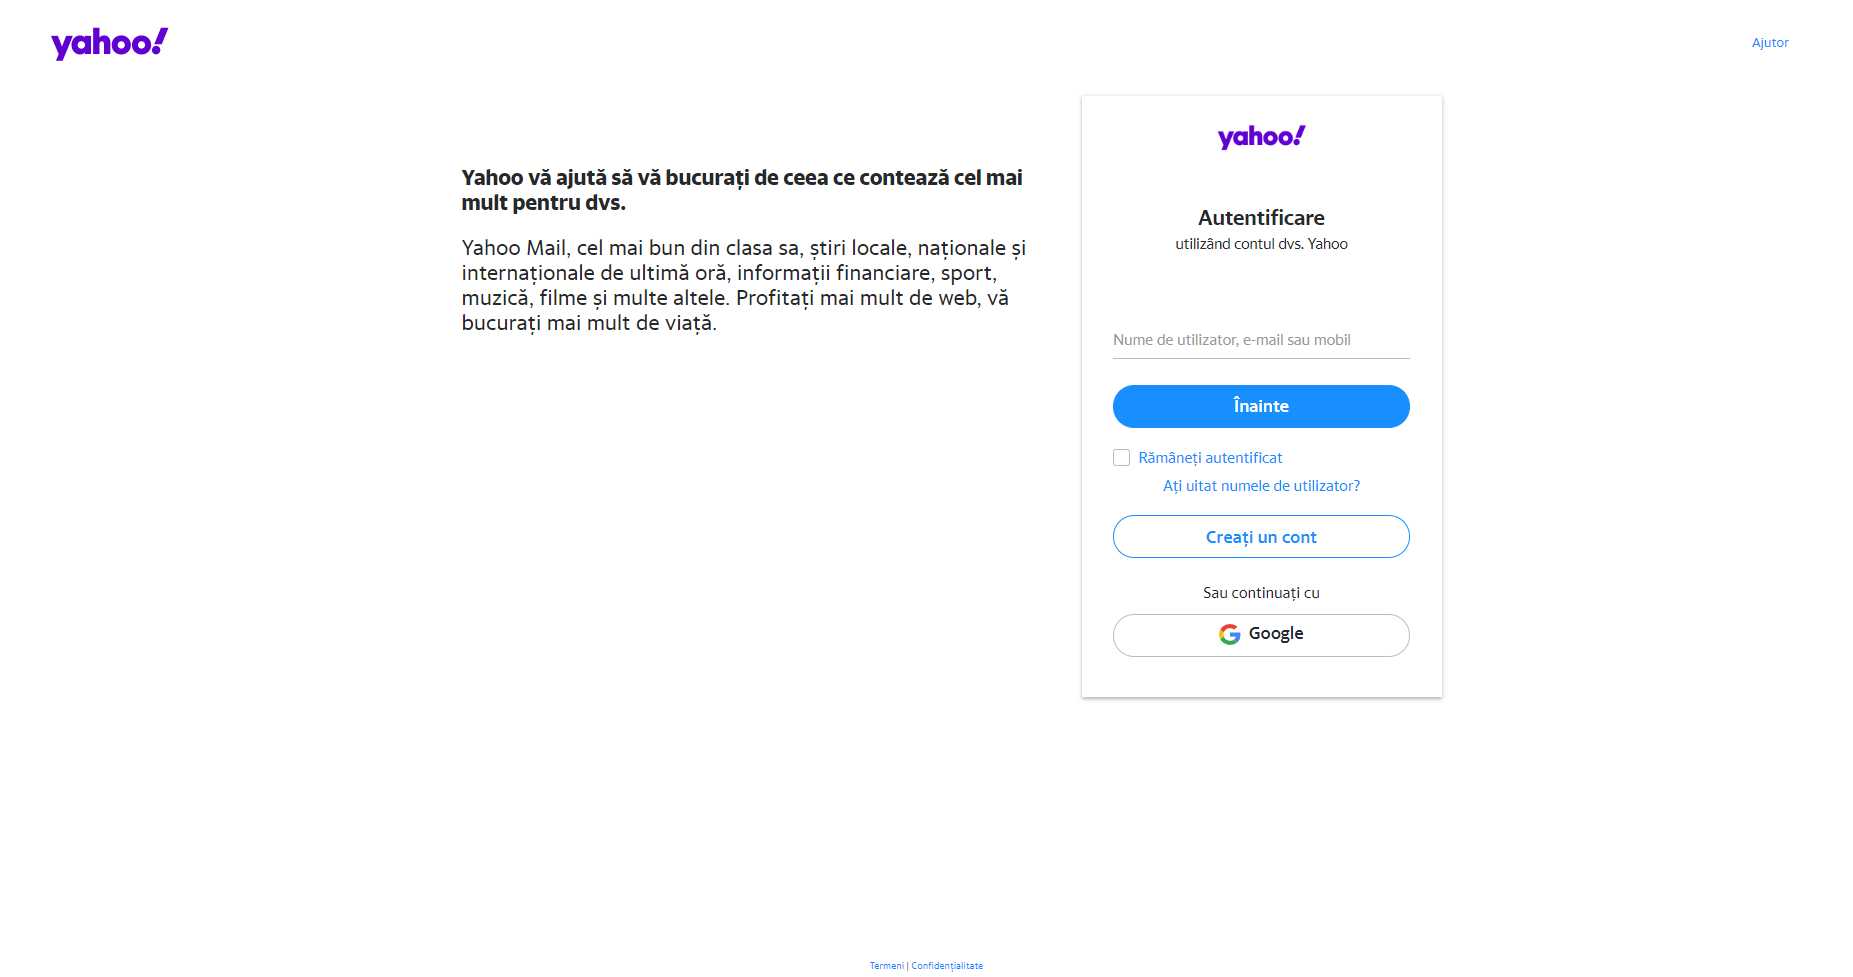 yahoo!
Ajutor
Yahoo vă ajută să vă bucurați de ceea ce contează cel mai
mult pentru dvs.
Yahoo Mail, cel mai bun din clasa sa, știri locale, naționale și
internaționale de ultimă oră, informații financiare, sport,
muzică, filme și multe altele. Profitați mai mult de web, vă
bucurați mai mult de viață.
yahoo!
Autentificare
utilizând contul dvs. Yahoo
Nume de utilizator, e-mail sau mobil
Înainte
Rămâneți autentificat
Ați uitat numele de utilizator?
Creați un cont
Sau continuați cu
Google
Termeni | Confidențialitate